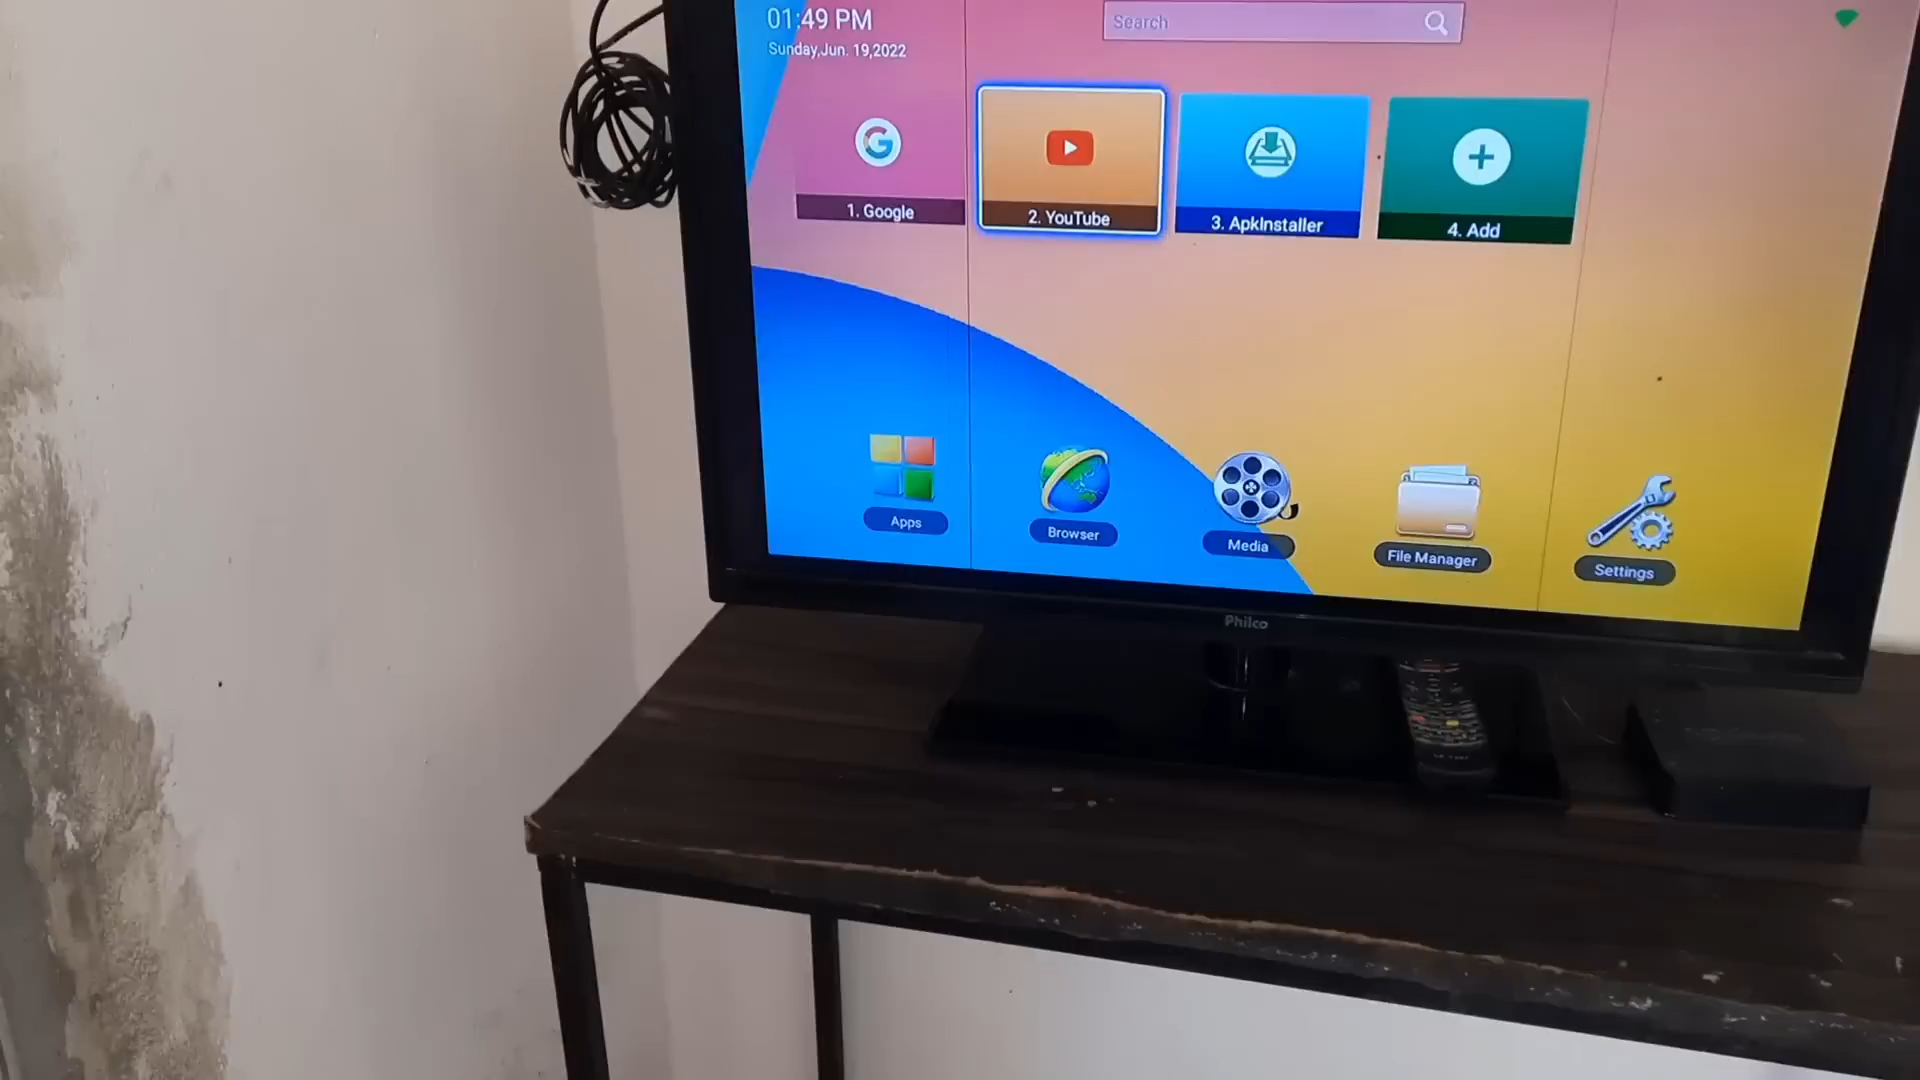 01:49 PM
Search
Sunday,Jun. 19,2022
1. Google
2. YouTube
3. ApkInstaller
4. Add
Apps
Browser
Media
File Manager
Settings
Philco